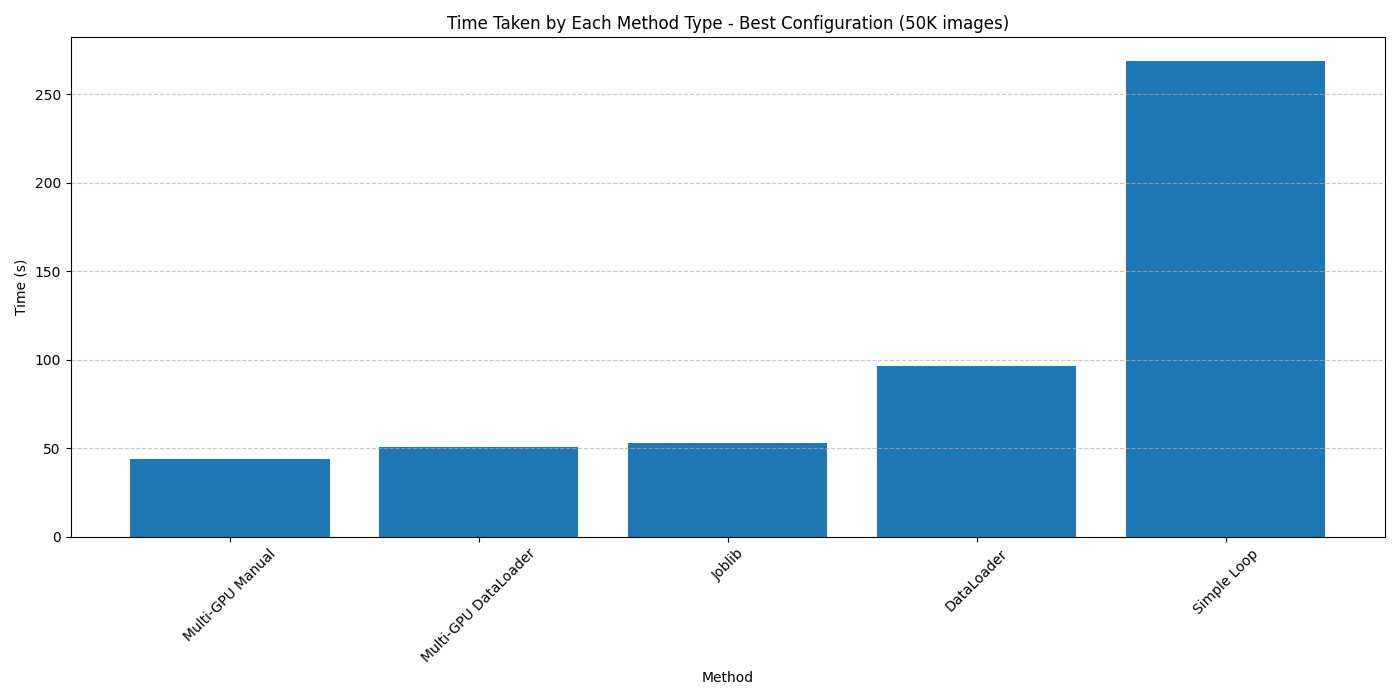 Time Taken by Each Method Type - Best Configuration (50K images)
Time (s)
250
200
150
100
50
0
Multi-GPU Manual
Multi-GPU DataLoader
Joblib
DataLoader
Simple Loop
Method